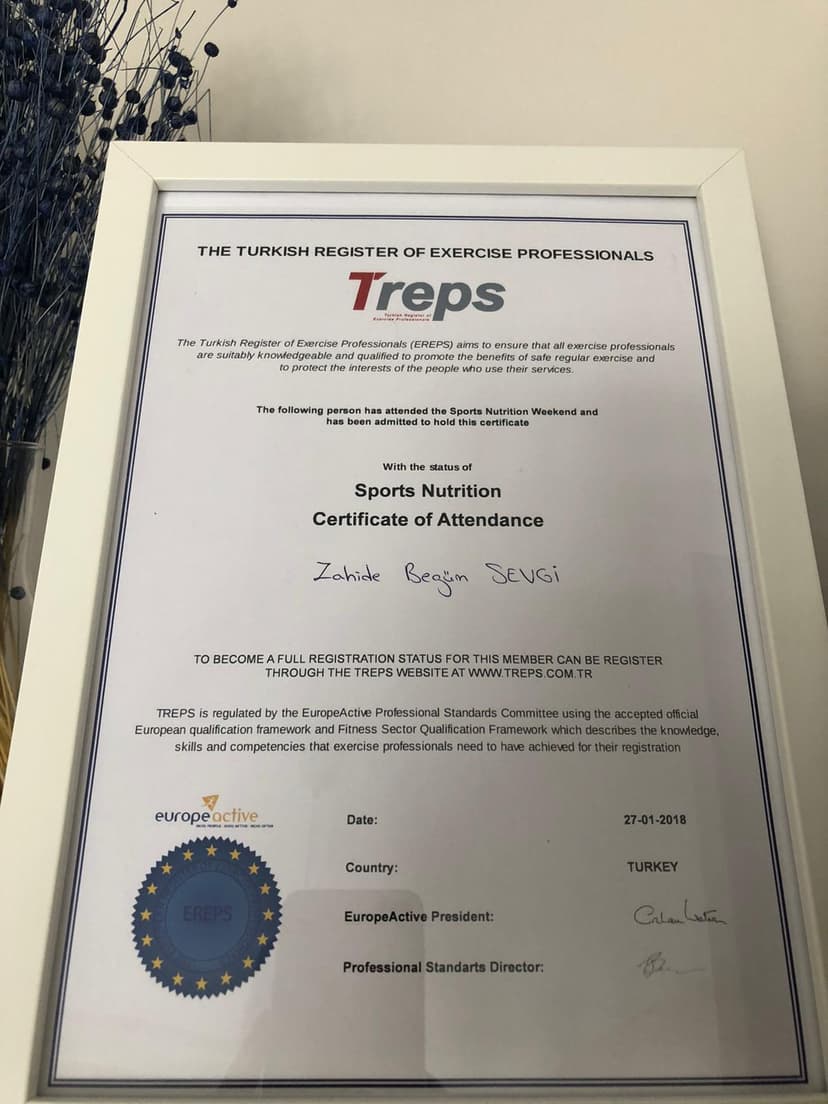 THE TURKISH REGISTER OF EXERCISE PROFESSIONALS
Treps
Turkish Register of
Exercise Professionals
The Turkish Register of Exercise Professionals (EREPS) aims to ensure that all exercise professionals
are suitably knowledgeable and qualified to promote the benefits of safe regular exercise and
to protect the interests of the people who use their services.
The following person has attended the Sports Nutrition Weekend and
has been admitted to hold this certificate
With the status of
Sports Nutrition
Certificate of Attendance
Zahide Begüm SEVGİ
TO BECOME A FULL REGISTRATION STATUS FOR THIS MEMBER CAN BE REGISTER
THROUGH THE TREPS WEBSITE AT WWW.TREPS.COM.TR
TREPS is regulated by the EuropeActive Professional Standards Committee using the accepted official
European qualification framework and Fitness Sector Qualification Framework which describes the knowledge,
skills and competencies that exercise professionals need to have achieved for their registration
europeactive
EREPS
Date: 27-01-2018
Country: TURKEY
EuropeActive President:
Professional Standarts Director: